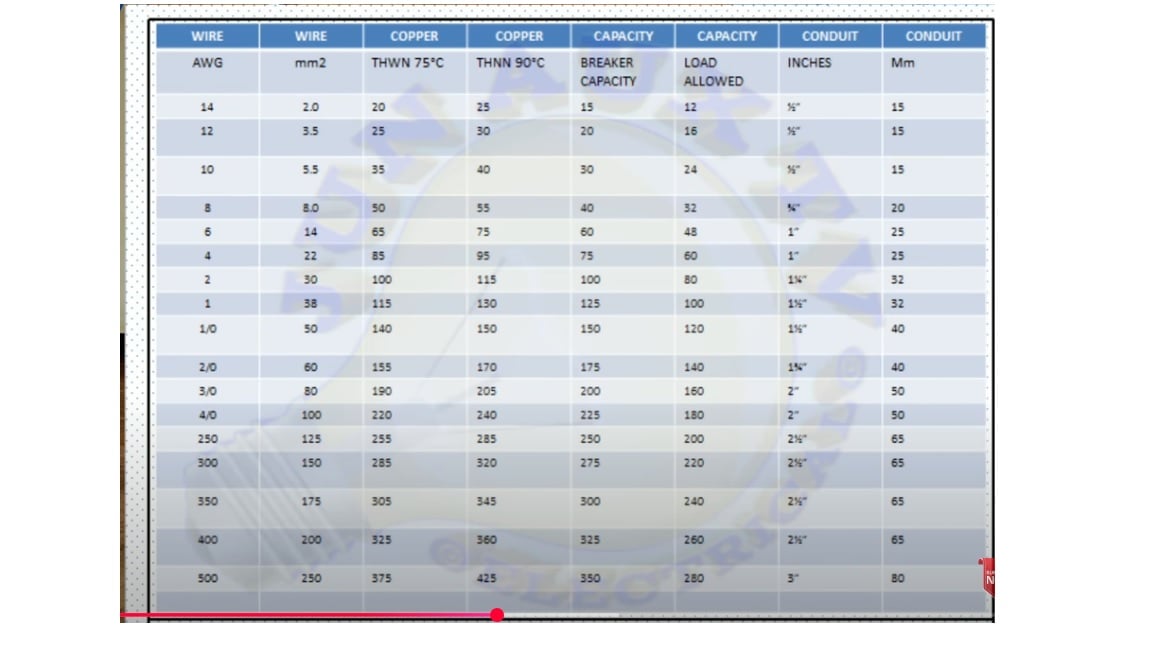 WIRE WIRE COPPER COPPER CAPACITY CAPACITY CONDUIT CONDUIT
AWG mm2 THWN 75°C THNN 90°C BREAKER CAPACITY LOAD ALLOWED INCHES Mm
14 2.0 20 25 15 12 ½" 15
12 3.5 25 30 20 16 ½" 15
10 5.5 35 40 30 24 ½" 15
8 8.0 50 55 40 32 ¾" 20
6 14 65 75 60 48 1" 25
4 22 85 95 75 60 1" 25
2 30 100 115 100 80 1¼" 32
1 38 115 130 125 100 1½" 32
1/0 50 140 150 150 120 1½" 40
2/0 60 155 170 175 140 1¾" 40
3/0 80 190 205 200 160 2" 50
4/0 100 220 240 225 180 2" 50
250 125 255 285 250 200 2½" 65
300 150 285 320 275 220 2½" 65
350 175 305 345 300 240 2½" 65
400 200 325 360 325 260 2½" 65
500 250 375 425 350 280 3" 80
JUN AUX TV
@ELECTRICAL@